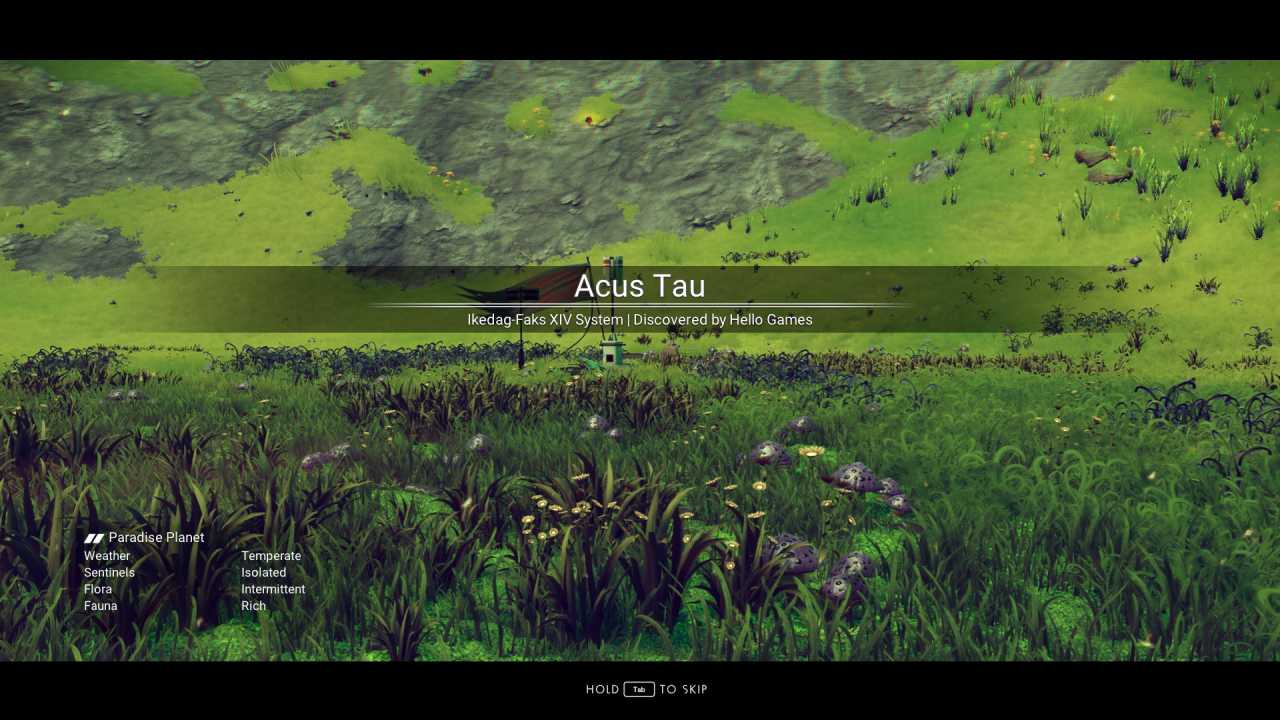 Acus Tau
Ikedag-Faks XIV System | Discovered by Hello Games
Paradise Planet
Weather Temperate
Sentinels Isolated
Flora Intermittent
Fauna Rich
HOLD Tab TO SKIP